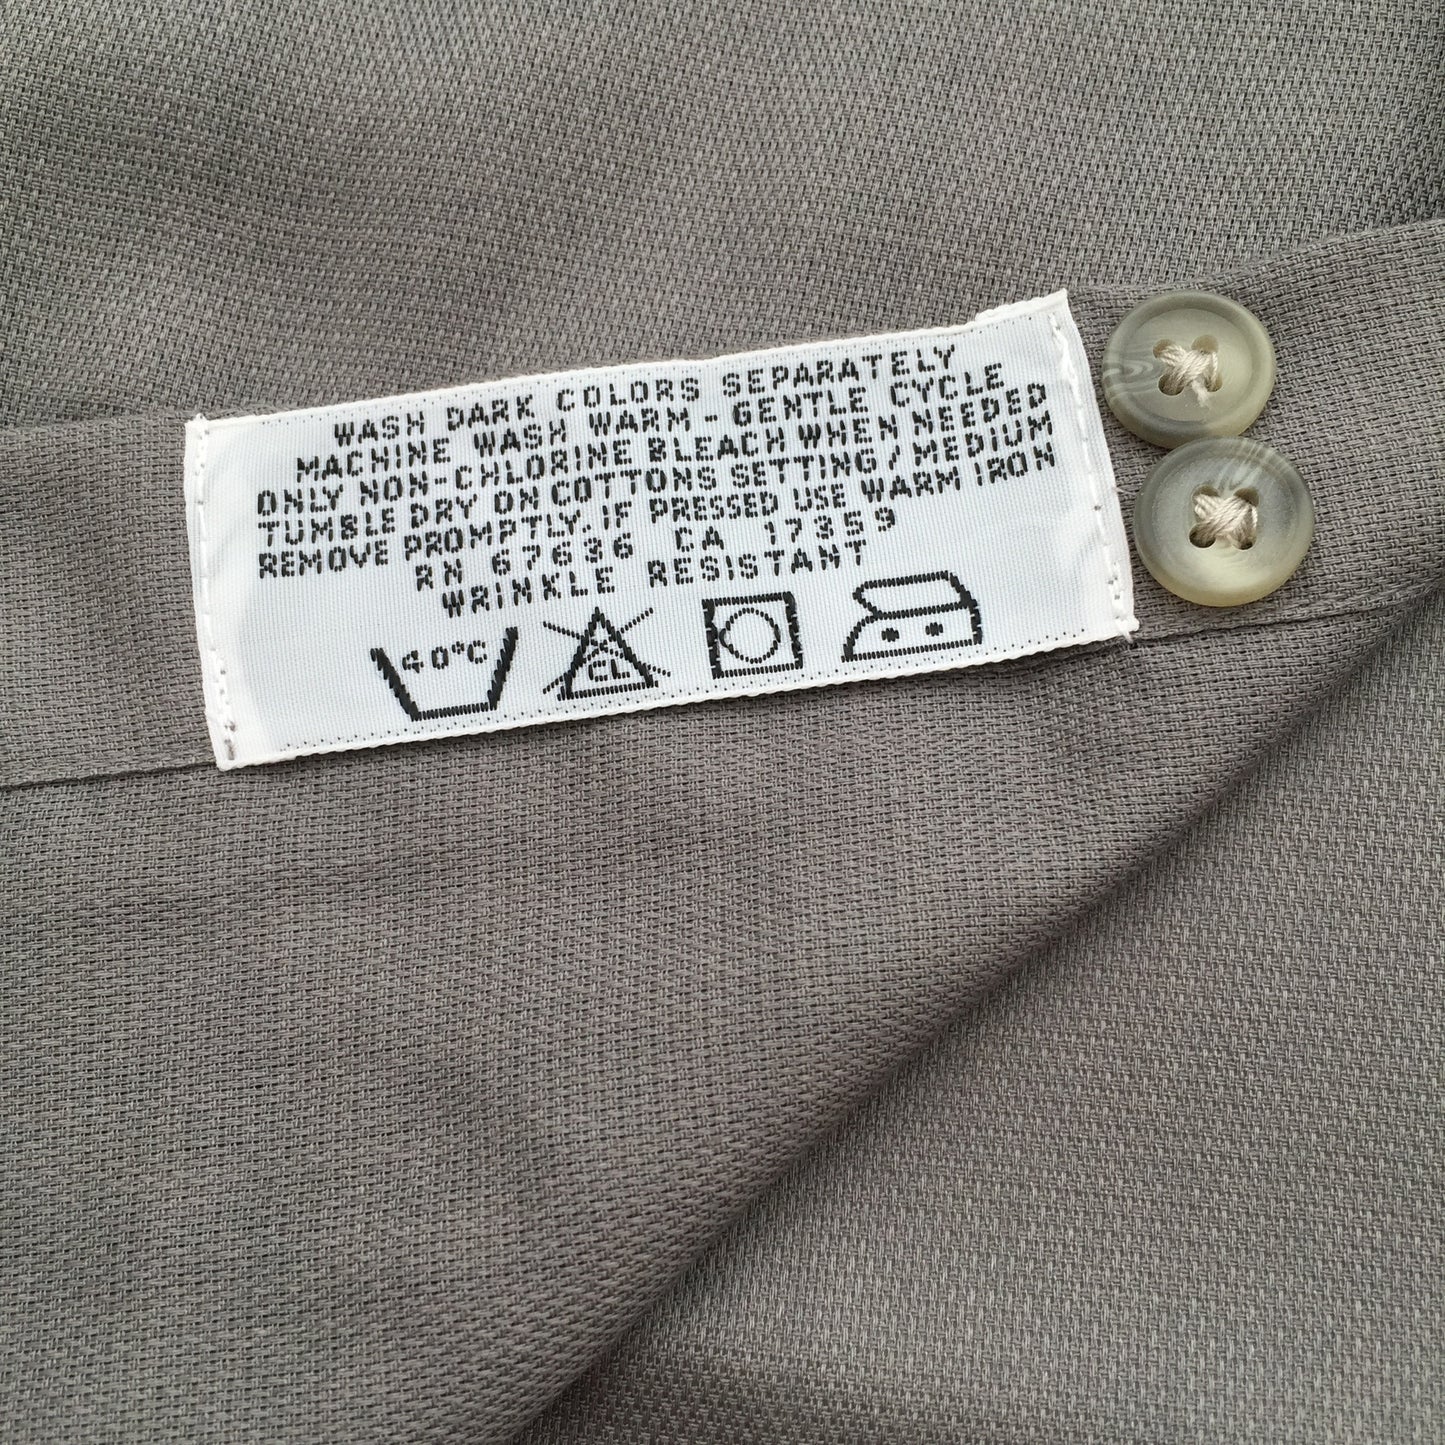 WASH DARK COLORS SEPARATELY
MACHINE WASH WARM - GENTLE CYCLE
ONLY NON-CHLORINE BLEACH WHEN NEEDED
TUMBLE DRY ON COTTONS SETTING / MEDIUM
REMOVE PROMPTLY. IF PRESSED USE WARM IRON
RN 67636 CA 17359
WRINKLE RESISTANT
40°C CL